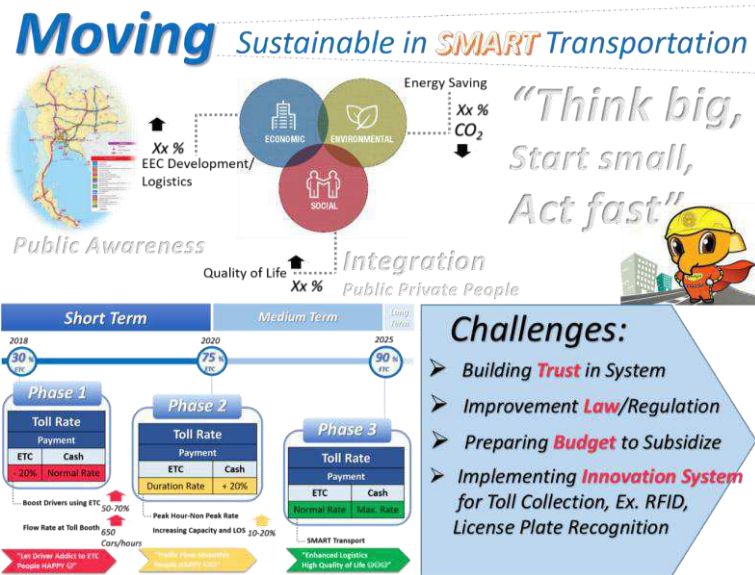 Moving Sustainable in SMART Transportation
Energy Saving
Xx %
CO2
Xx %
EEC Development/
Logistics
ECONOMIC
ENVIRONMENTAL
SOCIAL
"Think big,
Start small,
Act fast"
Public Awareness
Quality of Life
Xx %
Integration
Public Private People
Short Term
Medium Term
Long
Term
2018
2020
2025
30 %
ETC
75 %
ETC
90 %
ETC
Phase 1
Toll Rate
Payment
ETC Cash
- 20% Normal Rate
Boost Drivers using ETC
50-70%
Flow Rate at Toll Booth
650
Cars/hours
"Let Driver Addict to ETC
People HAPPY ☺"
Phase 2
Toll Rate
Payment
ETC Cash
Duration Rate + 20%
Peak Hour-Non Peak Rate
Increasing Capacity and LOS
10-20%
"Traffic Flow Smoothly
People HAPPY ☺☺"
Phase 3
Toll Rate
Payment
ETC Cash
Normal Rate Max. Rate
SMART Transport
"Enhanced Logistics
High Quality of Life ☺☺☺"
Challenges:
➢ Building Trust in System
➢ Improvement Law/Regulation
➢ Preparing Budget to Subsidize
➢ Implementing Innovation System
for Toll Collection, Ex. RFID,
License Plate Recognition